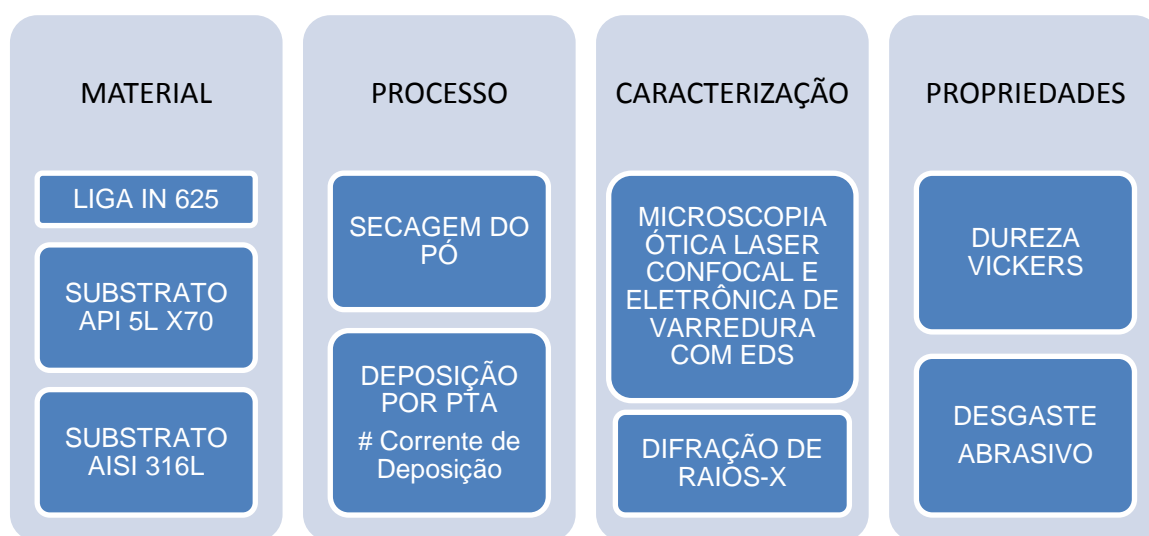 MATERIAL
LIGA IN 625
SUBSTRATO
API 5L X70
SUBSTRATO
AISI 316L
PROCESSO
SECAGEM DO
PÓ
DEPOSIÇÃO
POR PTA
# Corrente de
Deposição
CARACTERIZAÇÃO
MICROSCOPIA
ÓTICA LASER
CONFOCAL E
ELETRÔNICA DE
VARREDURA
COM EDS
DIFRAÇÃO DE
RAIOS-X
PROPRIEDADES
DUREZA
VICKERS
DESGASTE
ABRASIVO